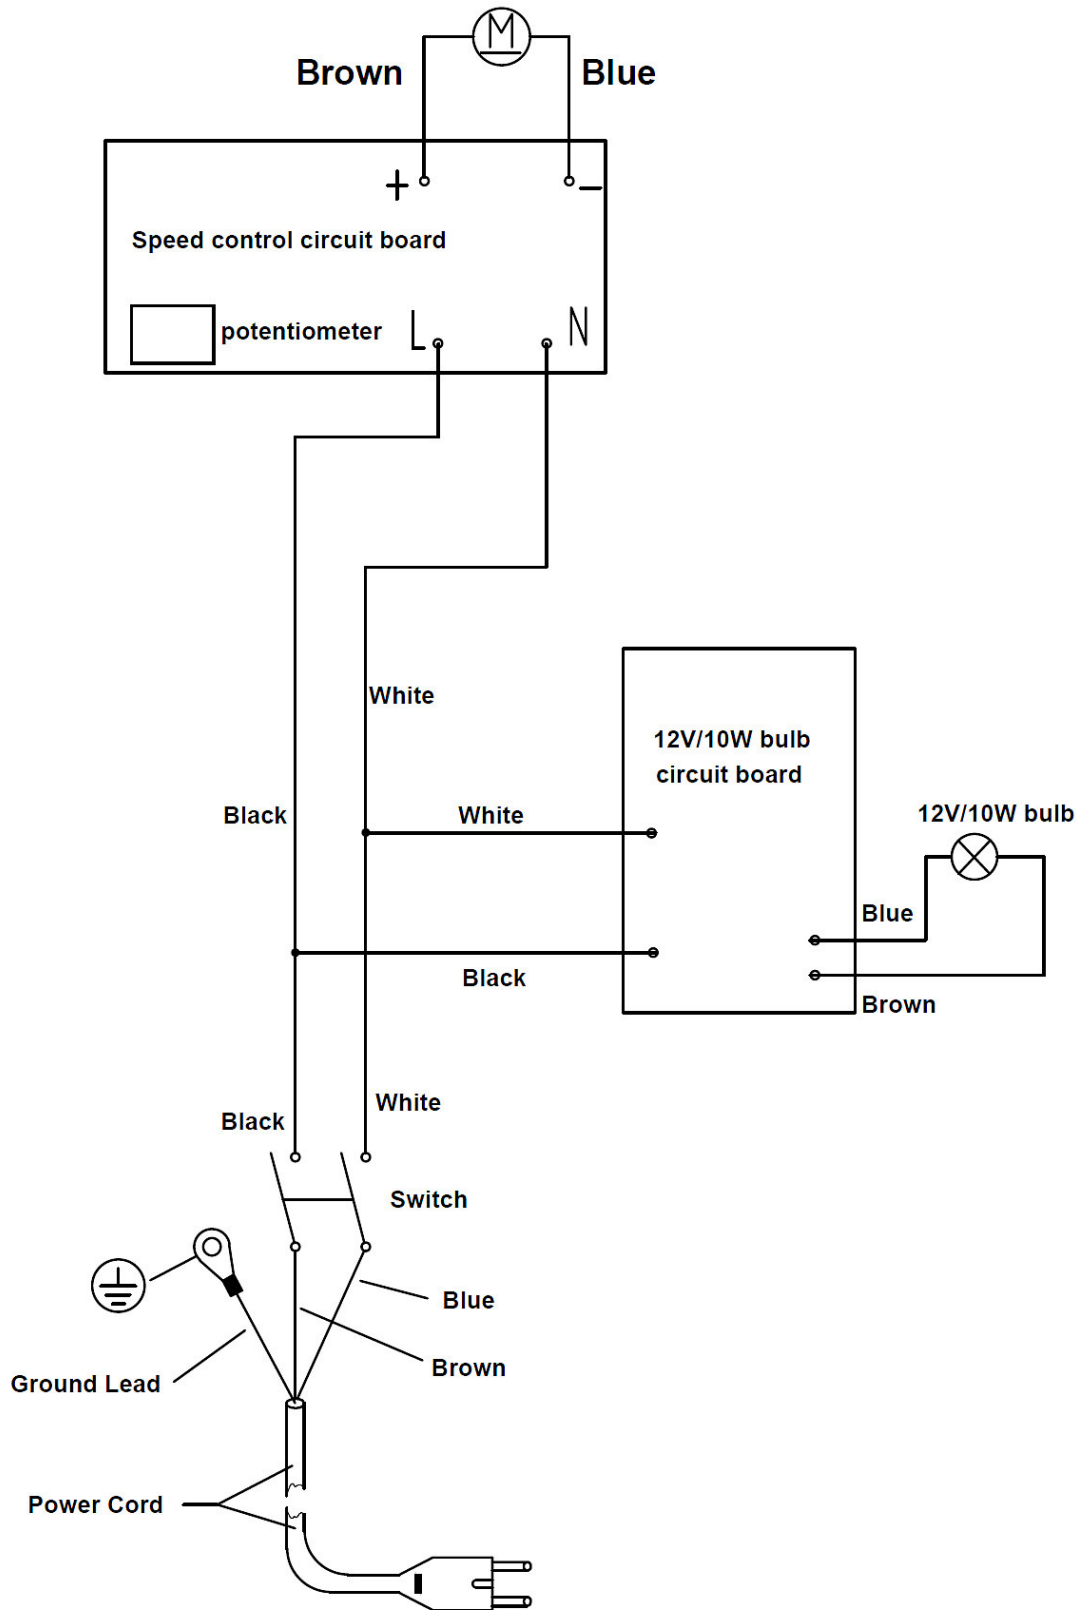 M
Brown
Blue
+
−
Speed control circuit board
potentiometer
L
N
White
12V/10W bulb
circuit board
Black
White
12V/10W bulb
Blue
Black
Brown
White
Black
Switch
Blue
Brown
Ground Lead
Power Cord